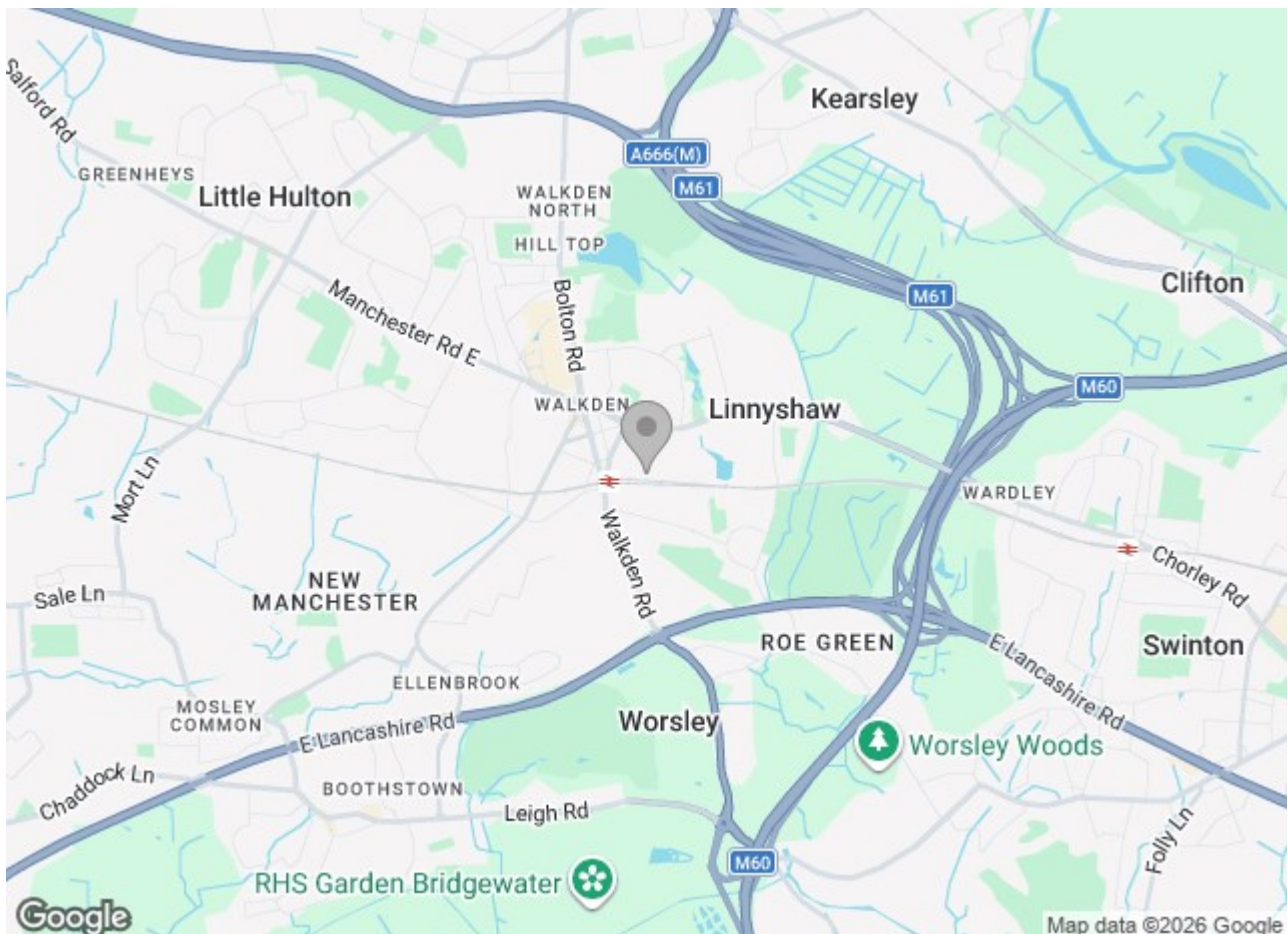 Kearsley
Salford Rd
A666(M)
GREENHEYS
M61
Little Hulton
WALKDEN
NORTH
HILL TOP
Clifton
M61
Bolton Rd
Manchester Rd E
M60
WALKDEN
Linnyshaw
Mort Ln
WARDLEY
Walkden Rd
Chorley Rd
NEW
MANCHESTER
Sale Ln
ROE GREEN
Swinton
E Lancashire Rd
ELLENBROOK
MOSLEY
COMMON
Worsley
E Lancashire Rd
Worsley Woods
Chaddock Ln
BOOTHSTOWN
Leigh Rd
Folly Ln
M60
RHS Garden Bridgewater
Google
Map data ©2026 Google